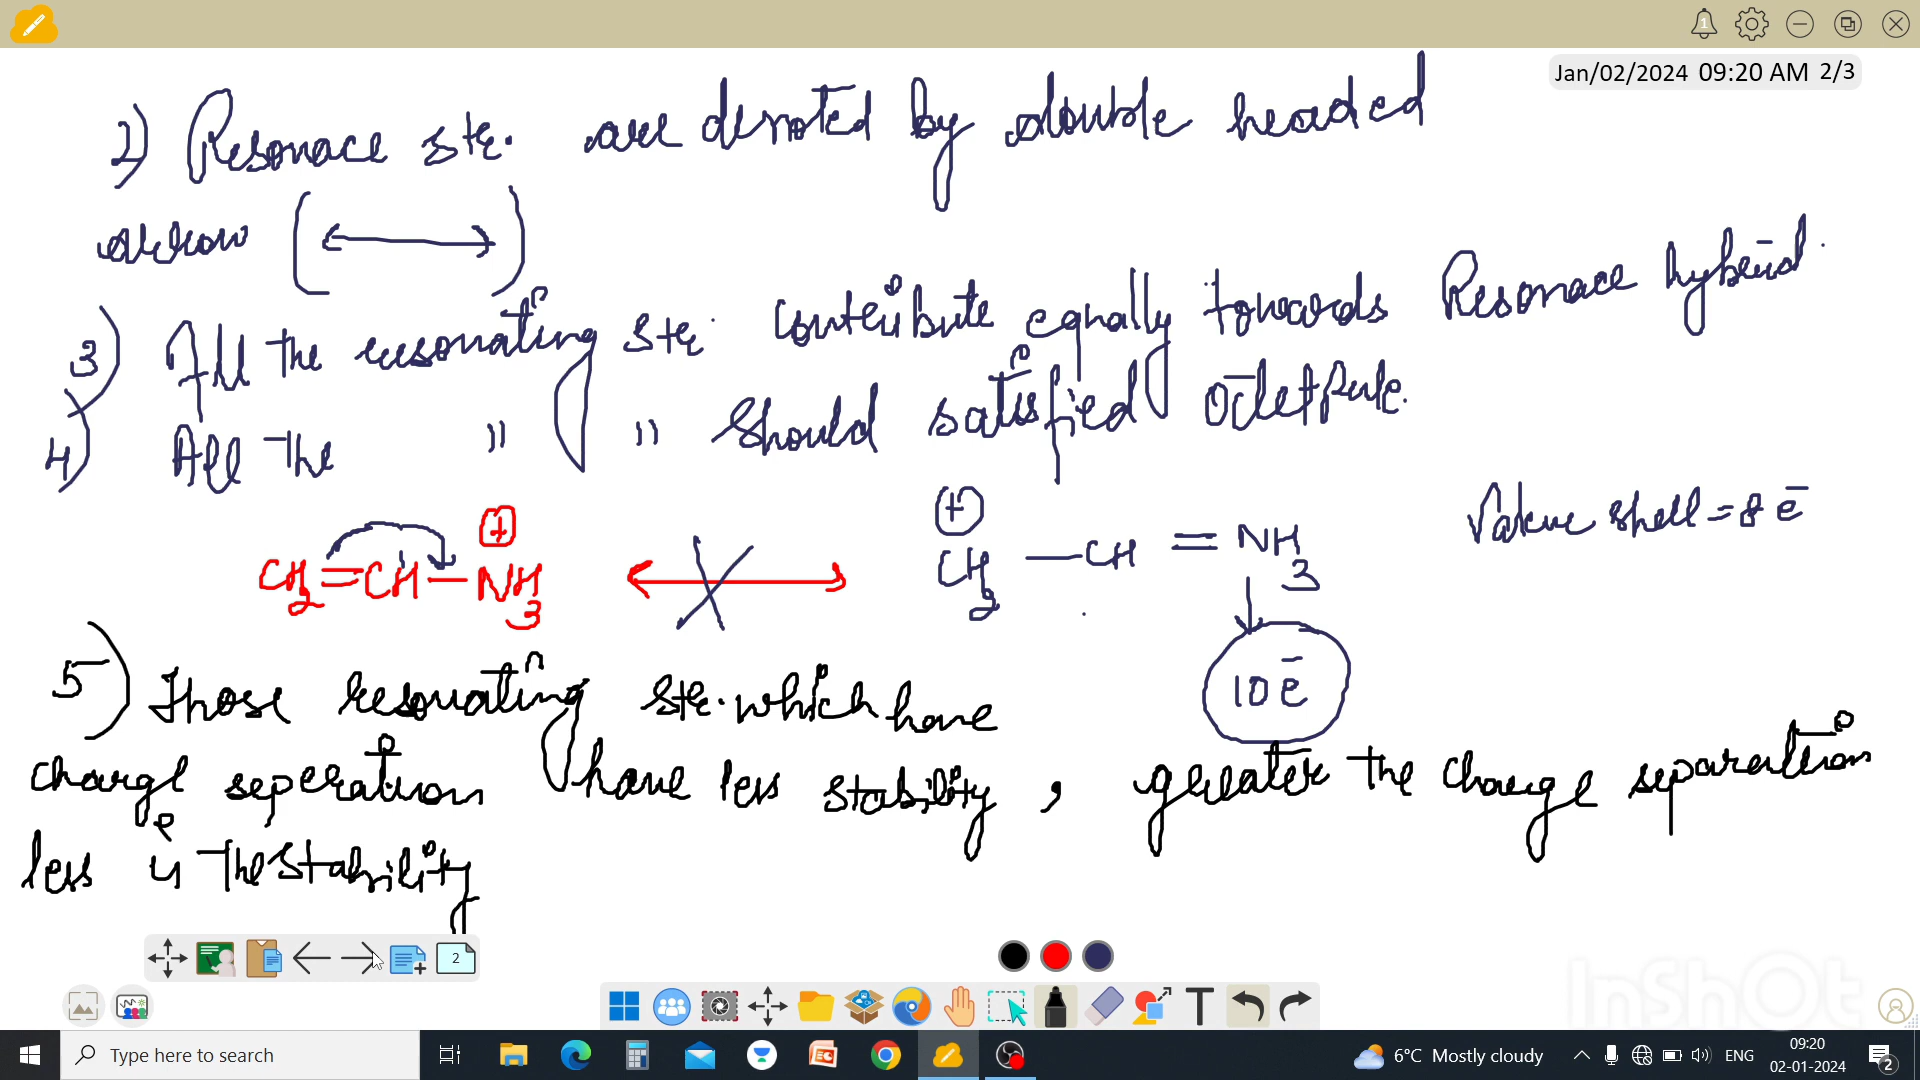 Jan/02/2024 09:20 AM 2/3
2) Resonace str. are denoted by double headed
arrow (↔)
3) All the resonating str. contribute equally towards Resonace hybrid.
4) All the " " should satisfied Octet Rule.
Valence shell = 8 e⁻
CH2=CH–NH3 ⊕ ↔ ⊕ CH2–CH=NH3
10 e⁻
5) Those resonating str. which have
charge seperation have less stability, greater the charge separation
less is the stability
2
InShot
Type here to search
6°C Mostly cloudy
ENG
09:20
02-01-2024
2